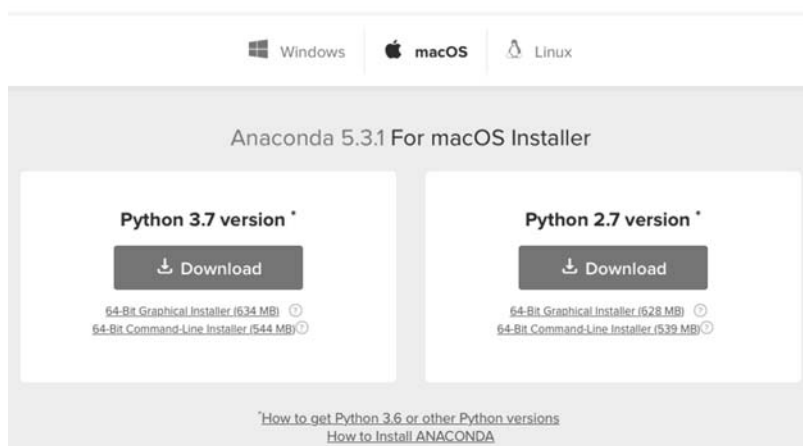 Windows macOS Linux
Anaconda 5.3.1 For macOS Installer
Python 3.7 version *
Download
64-Bit Graphical Installer (634 MB) ?
64-Bit Command-Line Installer (544 MB) ?
Python 2.7 version *
Download
64-Bit Graphical Installer (628 MB) ?
64-Bit Command-Line Installer (539 MB) ?
*How to get Python 3.6 or other Python versions
How to Install ANACONDA